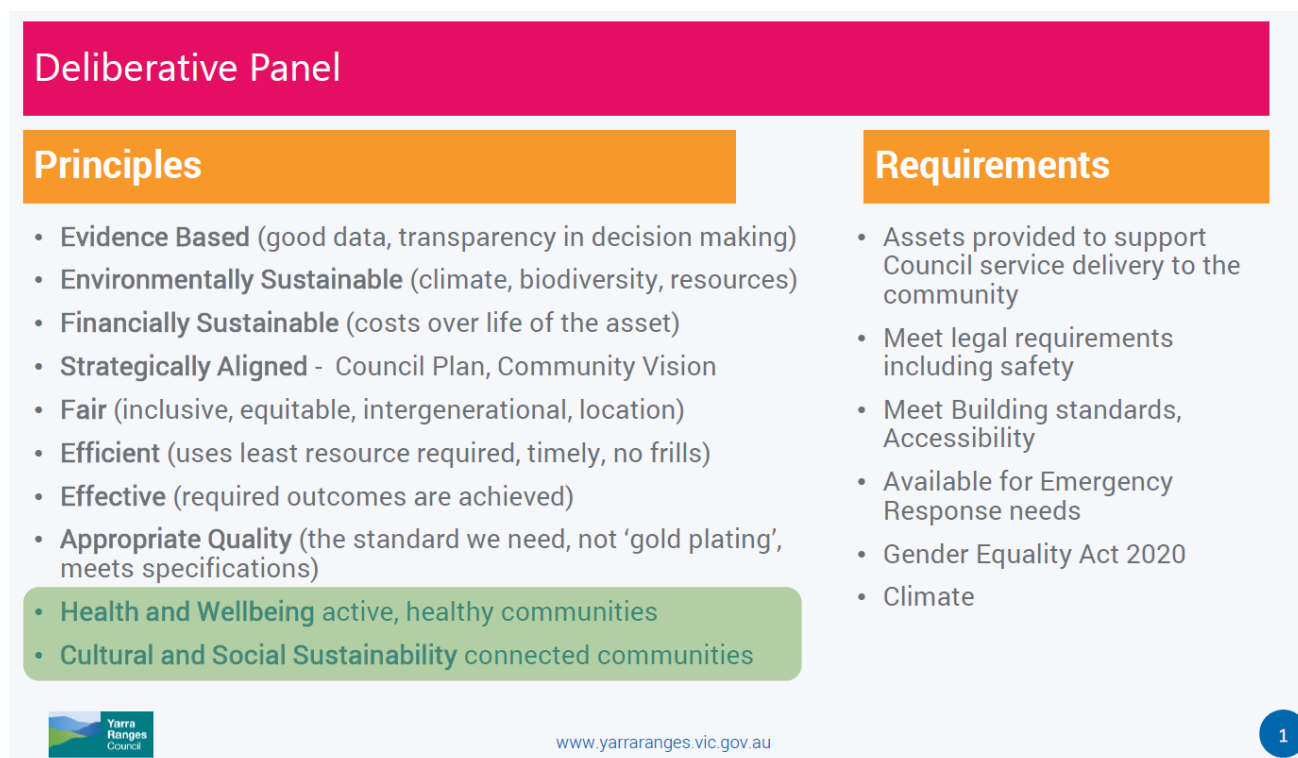 Deliberative Panel
Principles
• Evidence Based (good data, transparency in decision making)
• Environmentally Sustainable (climate, biodiversity, resources)
• Financially Sustainable (costs over life of the asset)
• Strategically Aligned - Council Plan, Community Vision
• Fair (inclusive, equitable, intergenerational, location)
• Efficient (uses least resource required, timely, no frills)
• Effective (required outcomes are achieved)
• Appropriate Quality (the standard we need, not ‘gold plating’,
meets specifications)
• Health and Wellbeing active, healthy communities
• Cultural and Social Sustainability connected communities
Requirements
• Assets provided to support
Council service delivery to the
community
• Meet legal requirements
including safety
• Meet Building standards,
Accessibility
• Available for Emergency
Response needs
• Gender Equality Act 2020
• Climate
Yarra
Ranges
Council
www.yarraranges.vic.gov.au
1